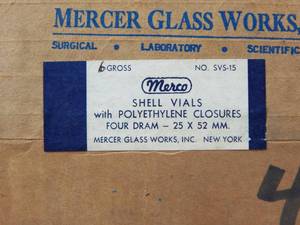 MERCER GLASS WORKS,
SURGICAL • LABORATORY • SCIENTIFIC
6 GROSS NO. SVS-15
Merco
SHELL VIALS
with POLYETHYLENE CLOSURES
FOUR DRAM - 25 X 52 MM.
MERCER GLASS WORKS, INC. NEW YORK
4